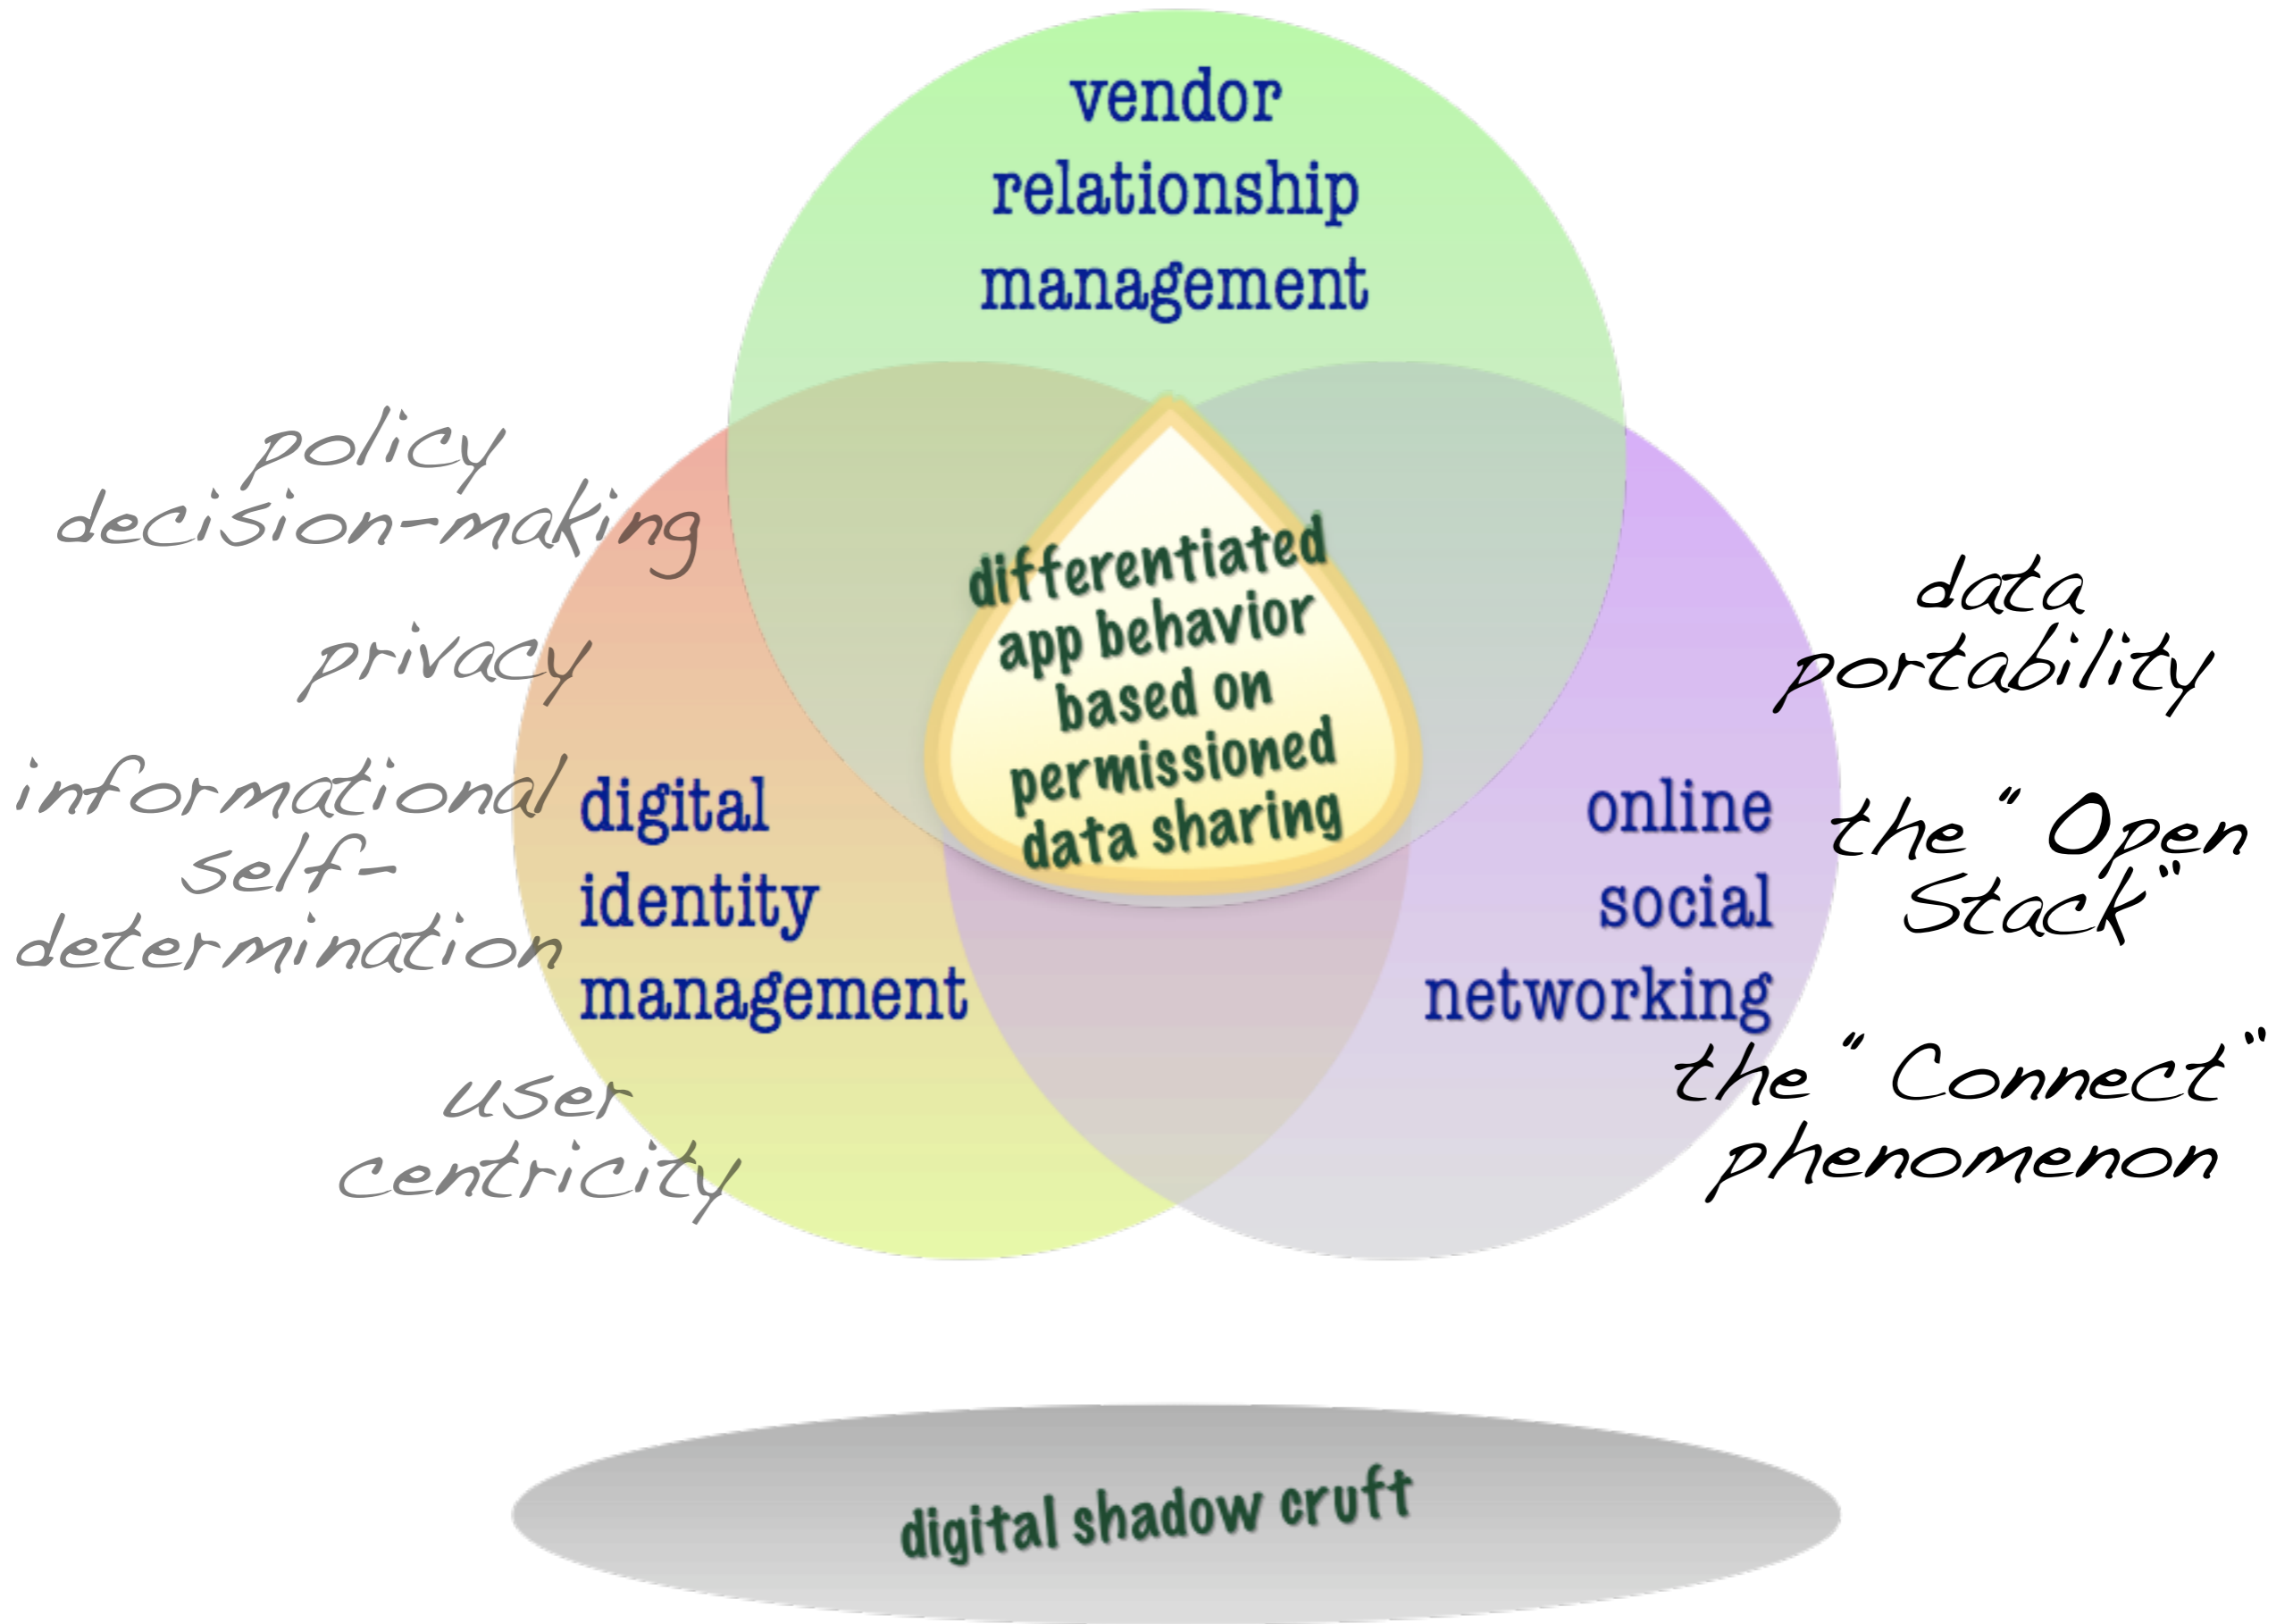 vendor
relationship
management
policy
decision-making
privacy
informational
self-
determination
user
centricity
digital
identity
management
differentiated
app behavior
based on
permissioned
data sharing
online
social
networking
data
portability
the "Open
Stack"
the "Connect"
phenomenon
digital shadow cruft